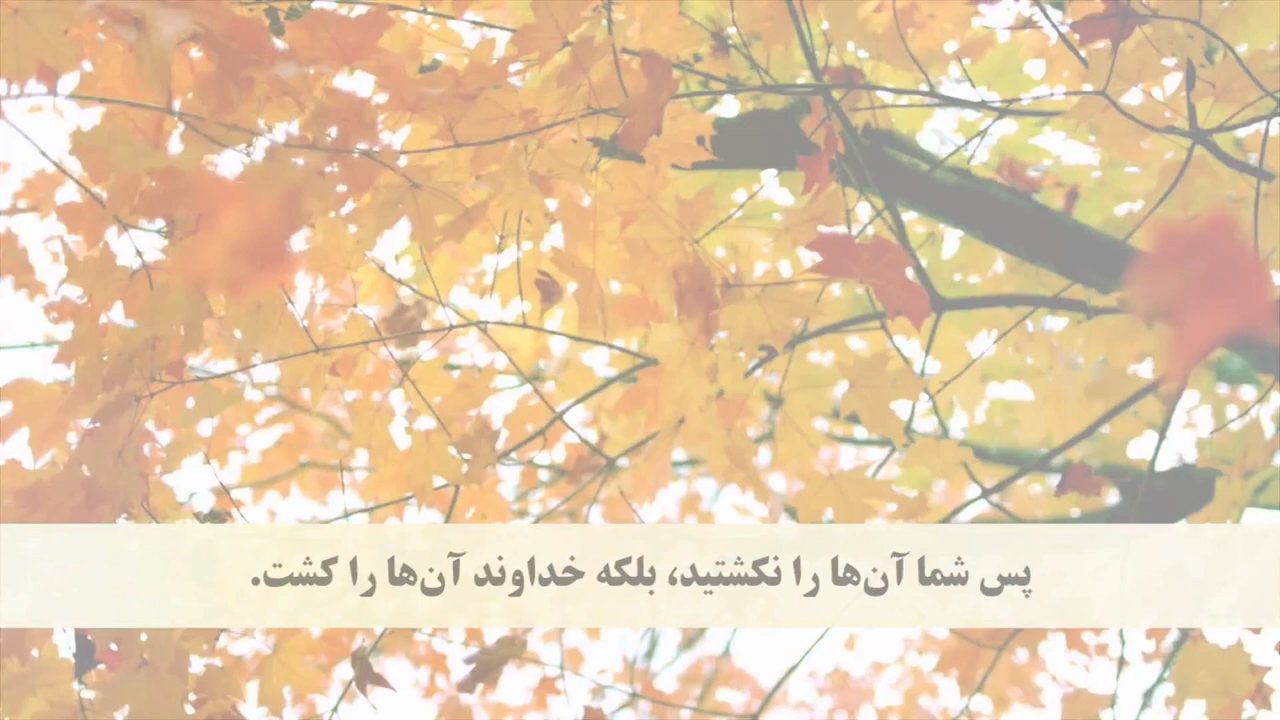 پس شما آن‌ها را نکشتید، بلکه خداوند آن‌ها را کشت.